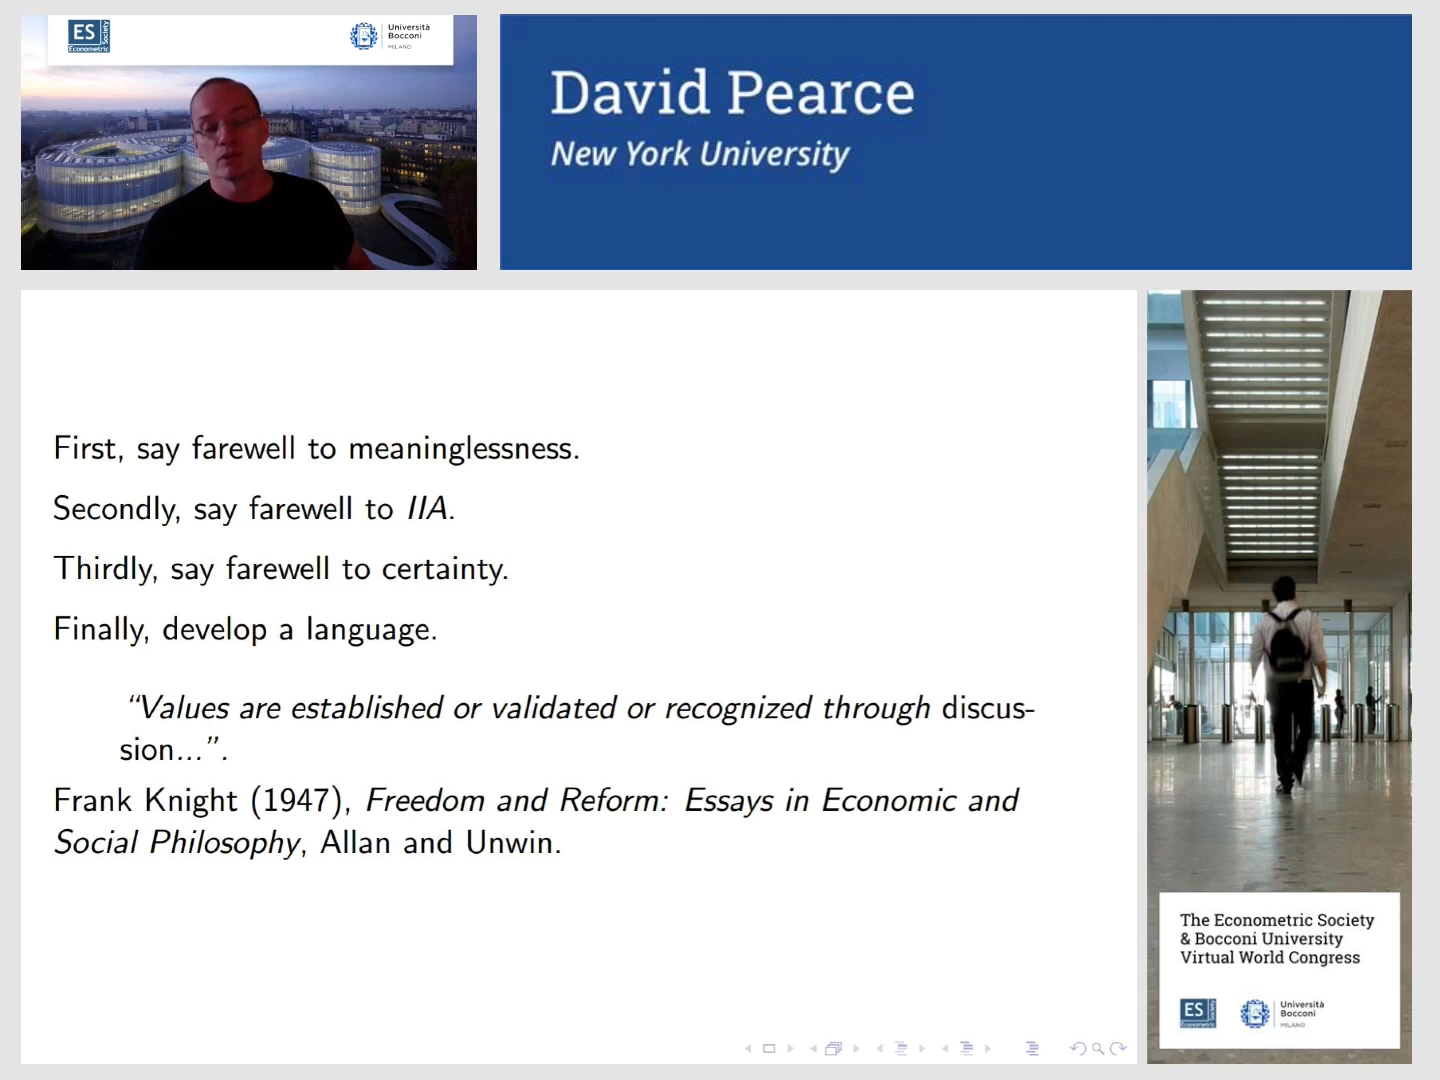 ES
Econometric
Society
Università
Bocconi
MILANO
David Pearce
New York University
First, say farewell to meaninglessness.
Secondly, say farewell to IIA.
Thirdly, say farewell to certainty.
Finally, develop a language.
“Values are established or validated or recognized through discus-
sion...”.
Frank Knight (1947), Freedom and Reform: Essays in Economic and
Social Philosophy, Allan and Unwin.
The Econometric Society
& Bocconi University
Virtual World Congress
ES
Econometric
Society
Università
Bocconi
MILANO